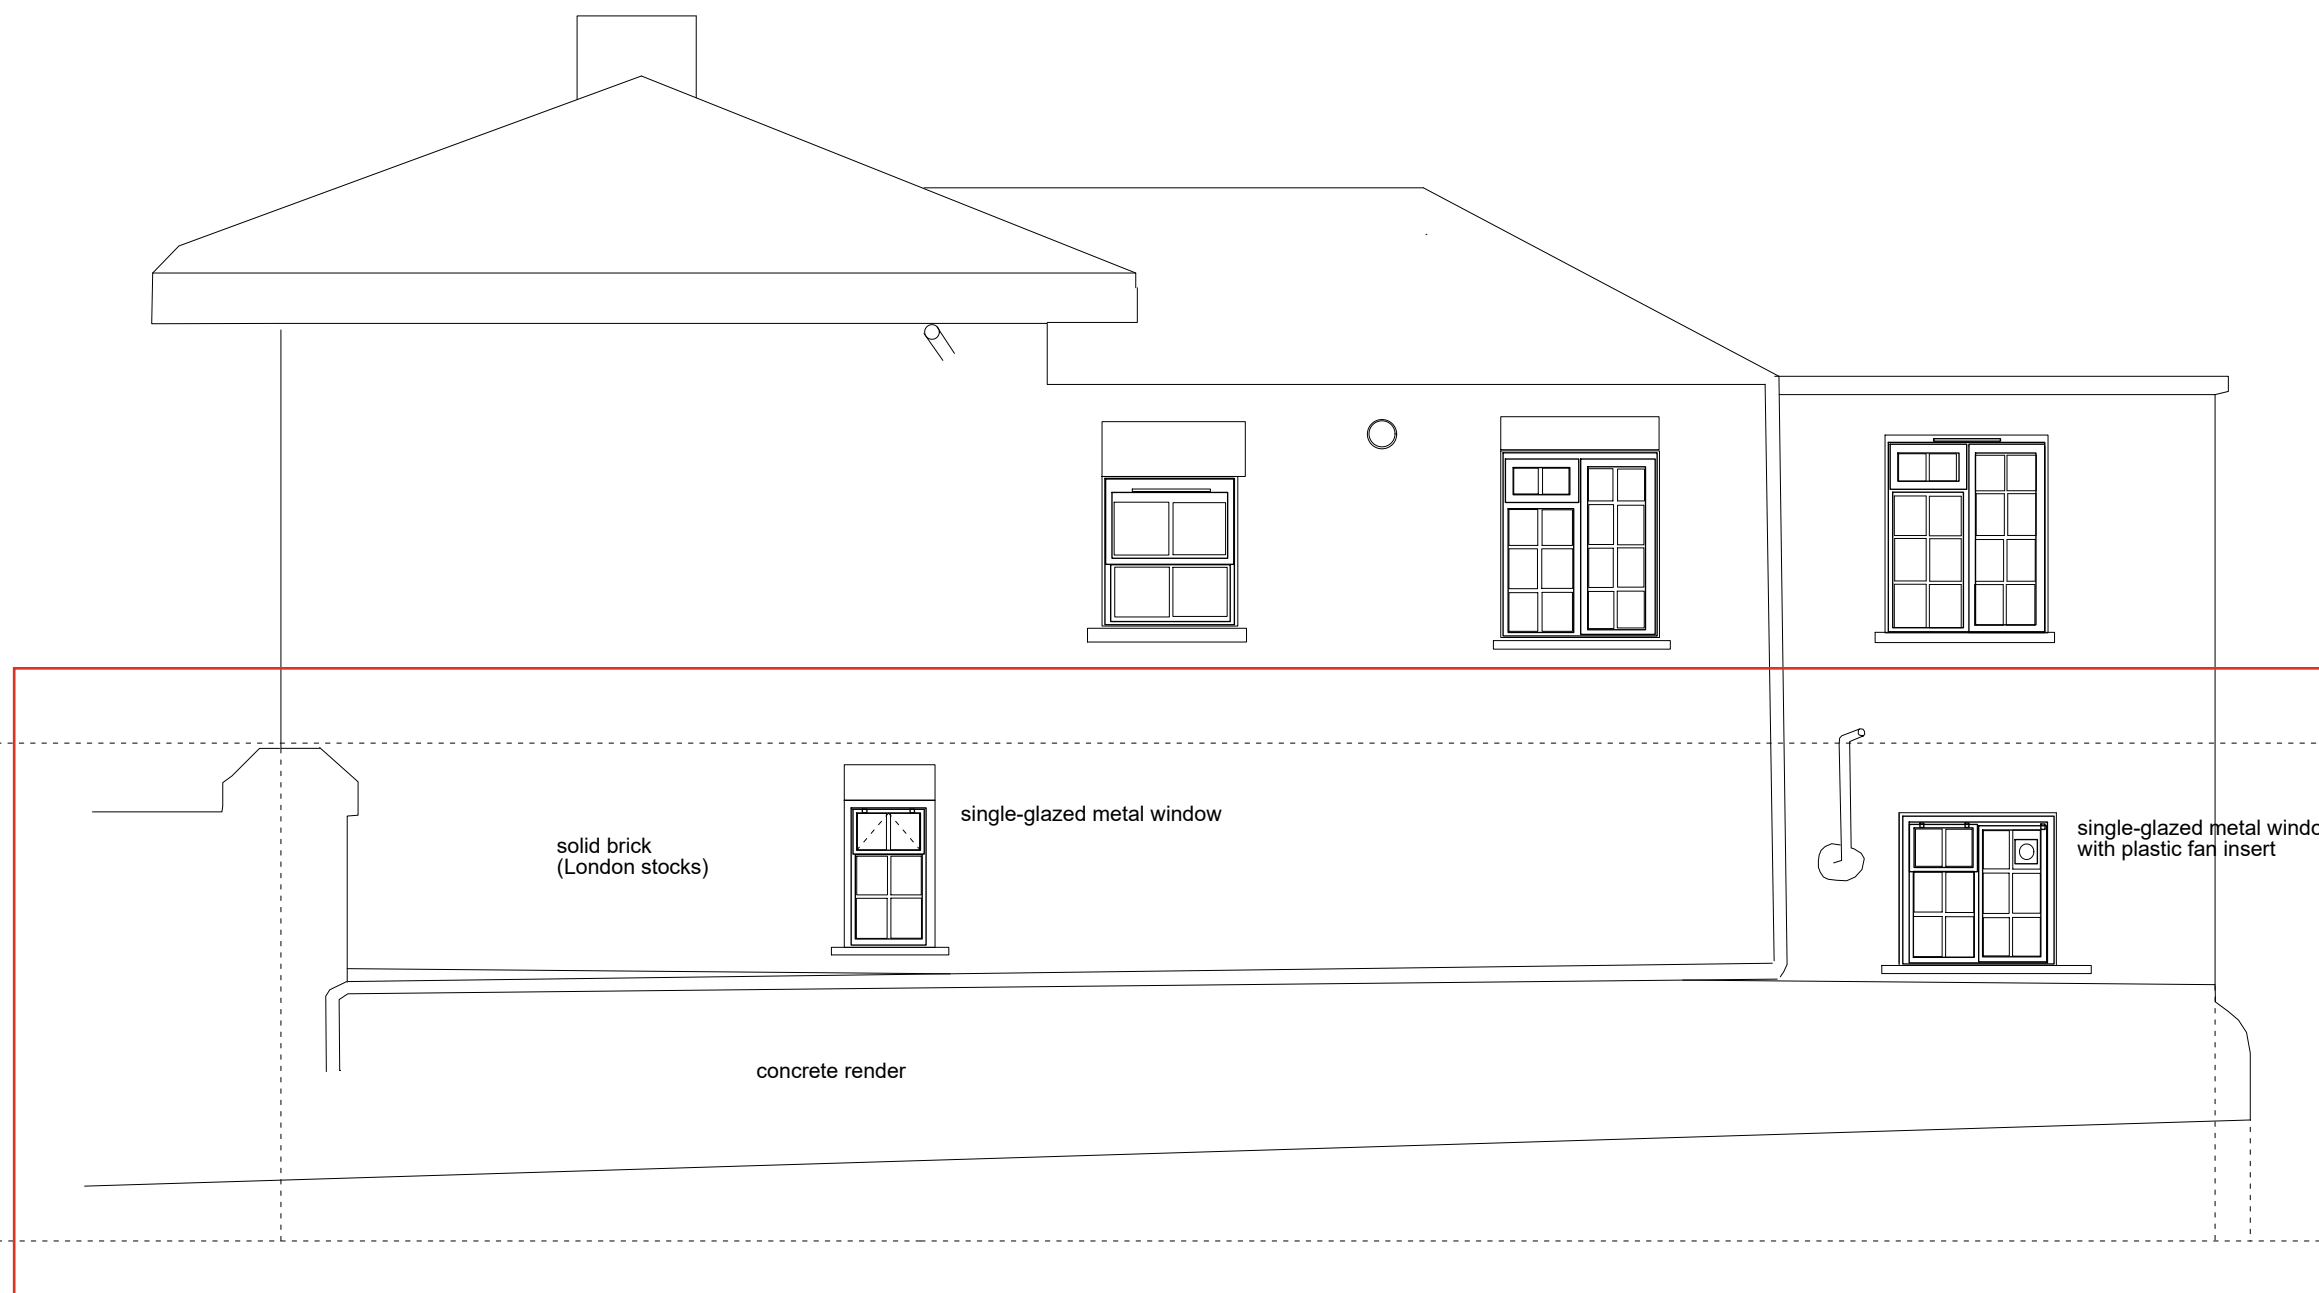 single-glazed metal window
solid brick
(London stocks)
single-glazed metal windo
with plastic fan insert
concrete render